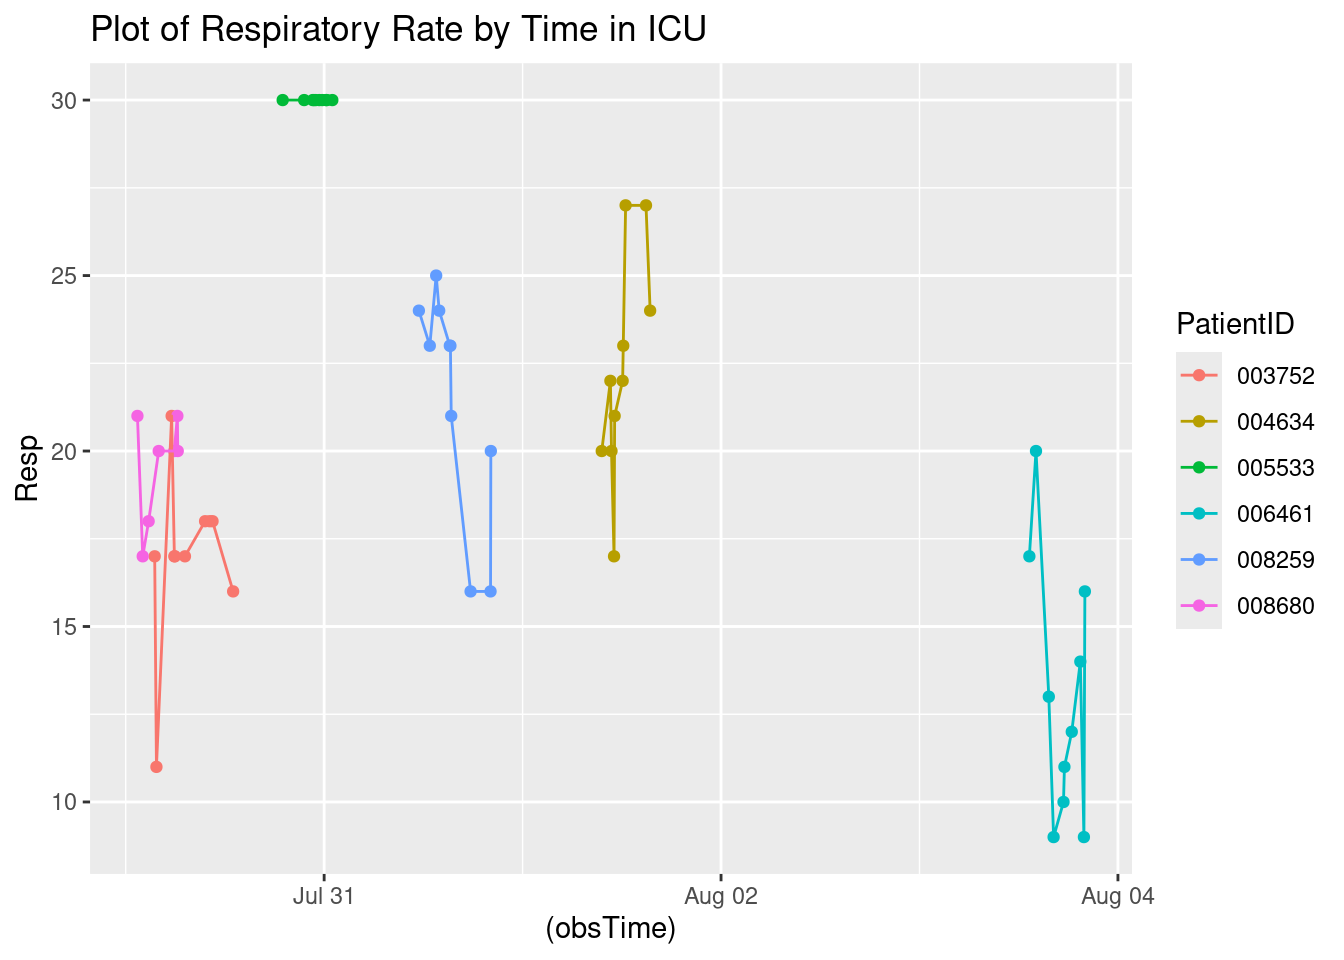 Plot of Respiratory Rate by Time in ICU
30
25
20
15
10
Resp
Jul 31
Aug 02
Aug 04
(obsTime)
PatientID
003752
004634
005533
006461
008259
008680